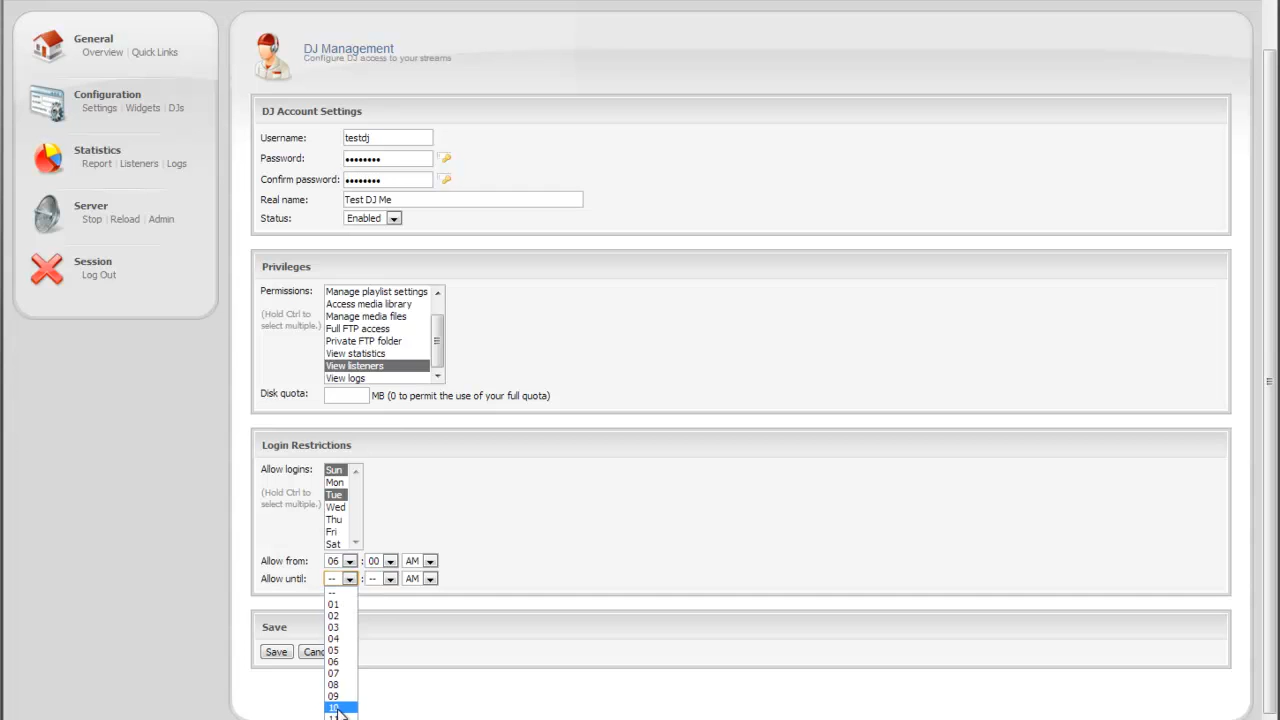 General
Overview | Quick Links
Configuration
Settings | Widgets | DJs
Statistics
Report | Listeners | Logs
Server
Stop | Reload | Admin
Session
Log Out
DJ Management
Configure DJ access to your streams
DJ Account Settings
Username: testdj
Password: ••••••••
Confirm password: ••••••••
Real name: Test DJ Me
Status: Enabled
Privileges
Permissions:
(Hold Ctrl to
select multiple.)
Manage playlist settings
Access media library
Manage media files
Full FTP access
Private FTP folder
View statistics
View listeners
View logs
Disk quota: MB (0 to permit the use of your full quota)
Login Restrictions
Allow logins:
(Hold Ctrl to
select multiple.)
Sun
Mon
Tue
Wed
Thu
Fri
Sat
Allow from: 06 : 00 AM
Allow until: -- : -- AM
--
01
02
03
04
05
06
07
08
09
10
Save
Save